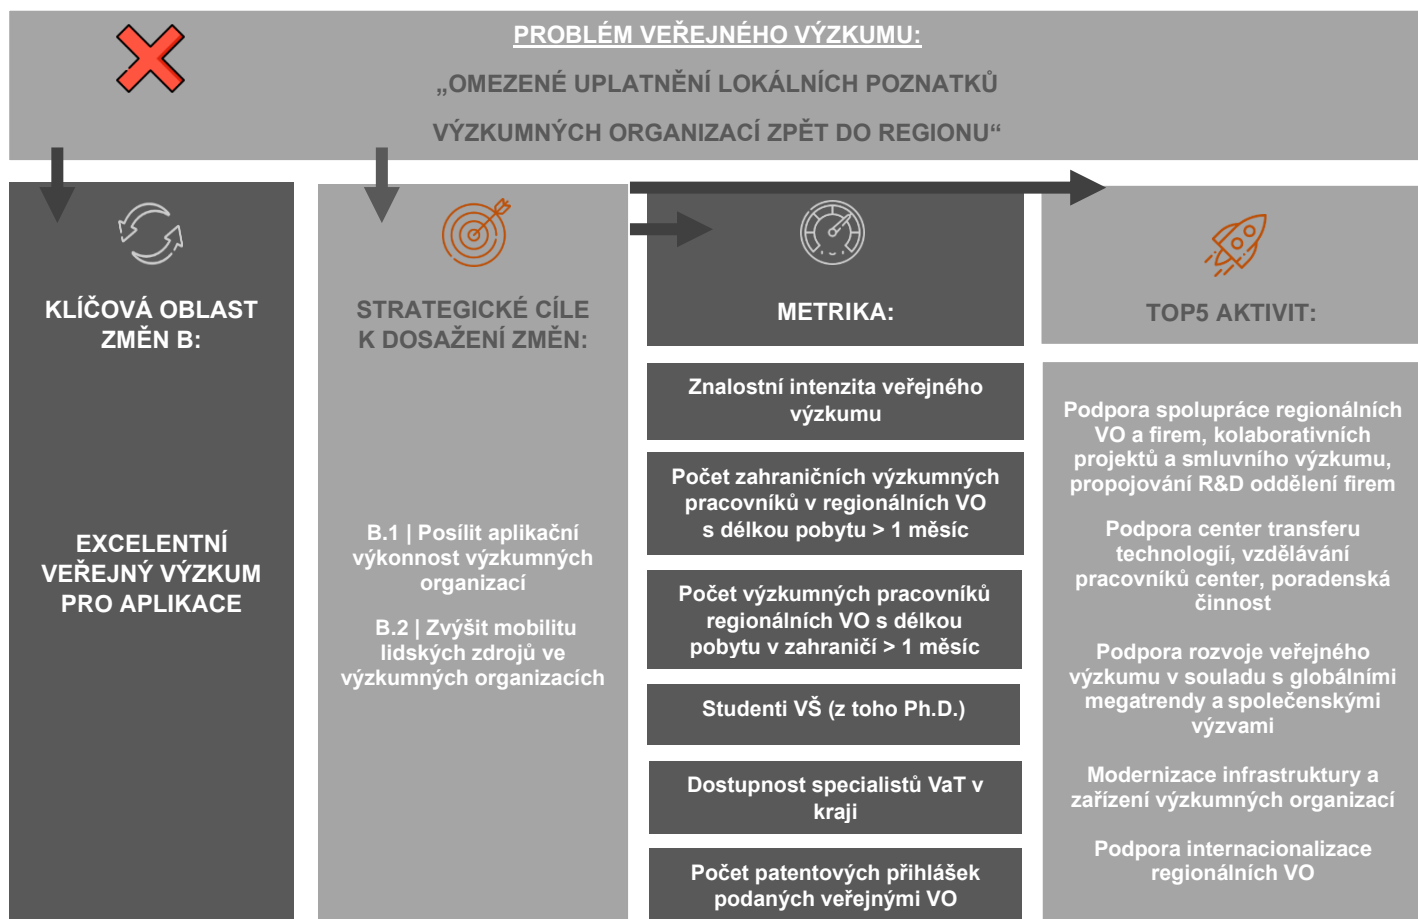 PROBLÉM VEŘEJNÉHO VÝZKUMU:
„OMEZENÉ UPLATNĚNÍ LOKÁLNÍCH POZNATKŮ
VÝZKUMNÝCH ORGANIZACÍ ZPĚT DO REGIONU“
KLÍČOVÁ OBLAST
ZMĚN B:
EXCELENTNÍ
VEŘEJNÝ VÝZKUM
PRO APLIKACE
STRATEGICKÉ CÍLE
K DOSAŽENÍ ZMĚN:
B.1 | Posílit aplikační
výkonnost výzkumných
organizací
B.2 | Zvýšit mobilitu
lidských zdrojů ve
výzkumných organizacích
METRIKA:
Znalostní intenzita veřejného
výzkumu
Počet zahraničních výzkumných
pracovníků v regionálních VO
s délkou pobytu > 1 měsíc
Počet výzkumných pracovníků
regionálních VO s délkou
pobytu v zahraničí > 1 měsíc
Studenti VŠ (z toho Ph.D.)
Dostupnost specialistů VaT v
kraji
Počet patentových přihlášek
podaných veřejnými VO
TOP5 AKTIVIT:
Podpora spolupráce regionálních
VO a firem, kolaborativních
projektů a smluvního výzkumu,
propojování R&D oddělení firem
Podpora center transferu
technologií, vzdělávání
pracovníků center, poradenská
činnost
Podpora rozvoje veřejného
výzkumu v souladu s globálními
megatrendy a společenskými
výzvami
Modernizace infrastruktury a
zařízení výzkumných organizací
Podpora internacionalizace
regionálních VO